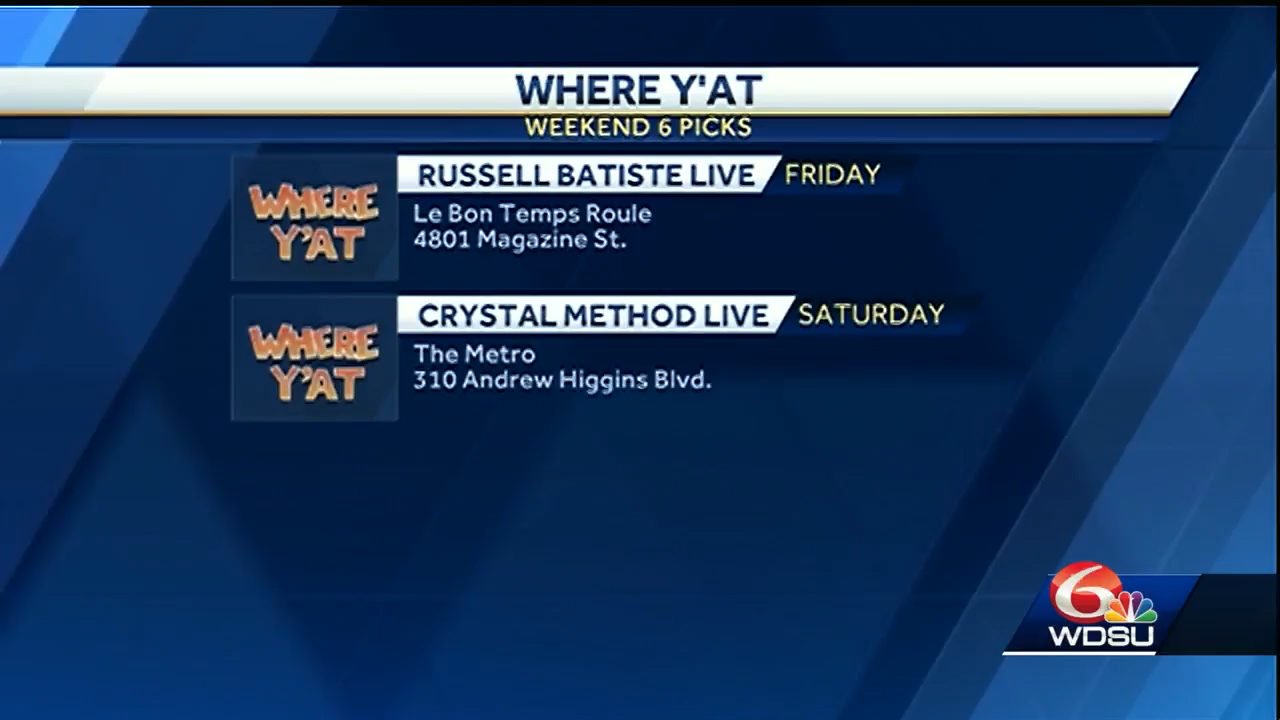 WHERE Y'AT
WEEKEND 6 PICKS
WHERE
Y'AT
RUSSELL BATISTE LIVE FRIDAY
Le Bon Temps Roule
4801 Magazine St.
WHERE
Y'AT
CRYSTAL METHOD LIVE SATURDAY
The Metro
310 Andrew Higgins Blvd.
6
WDSU